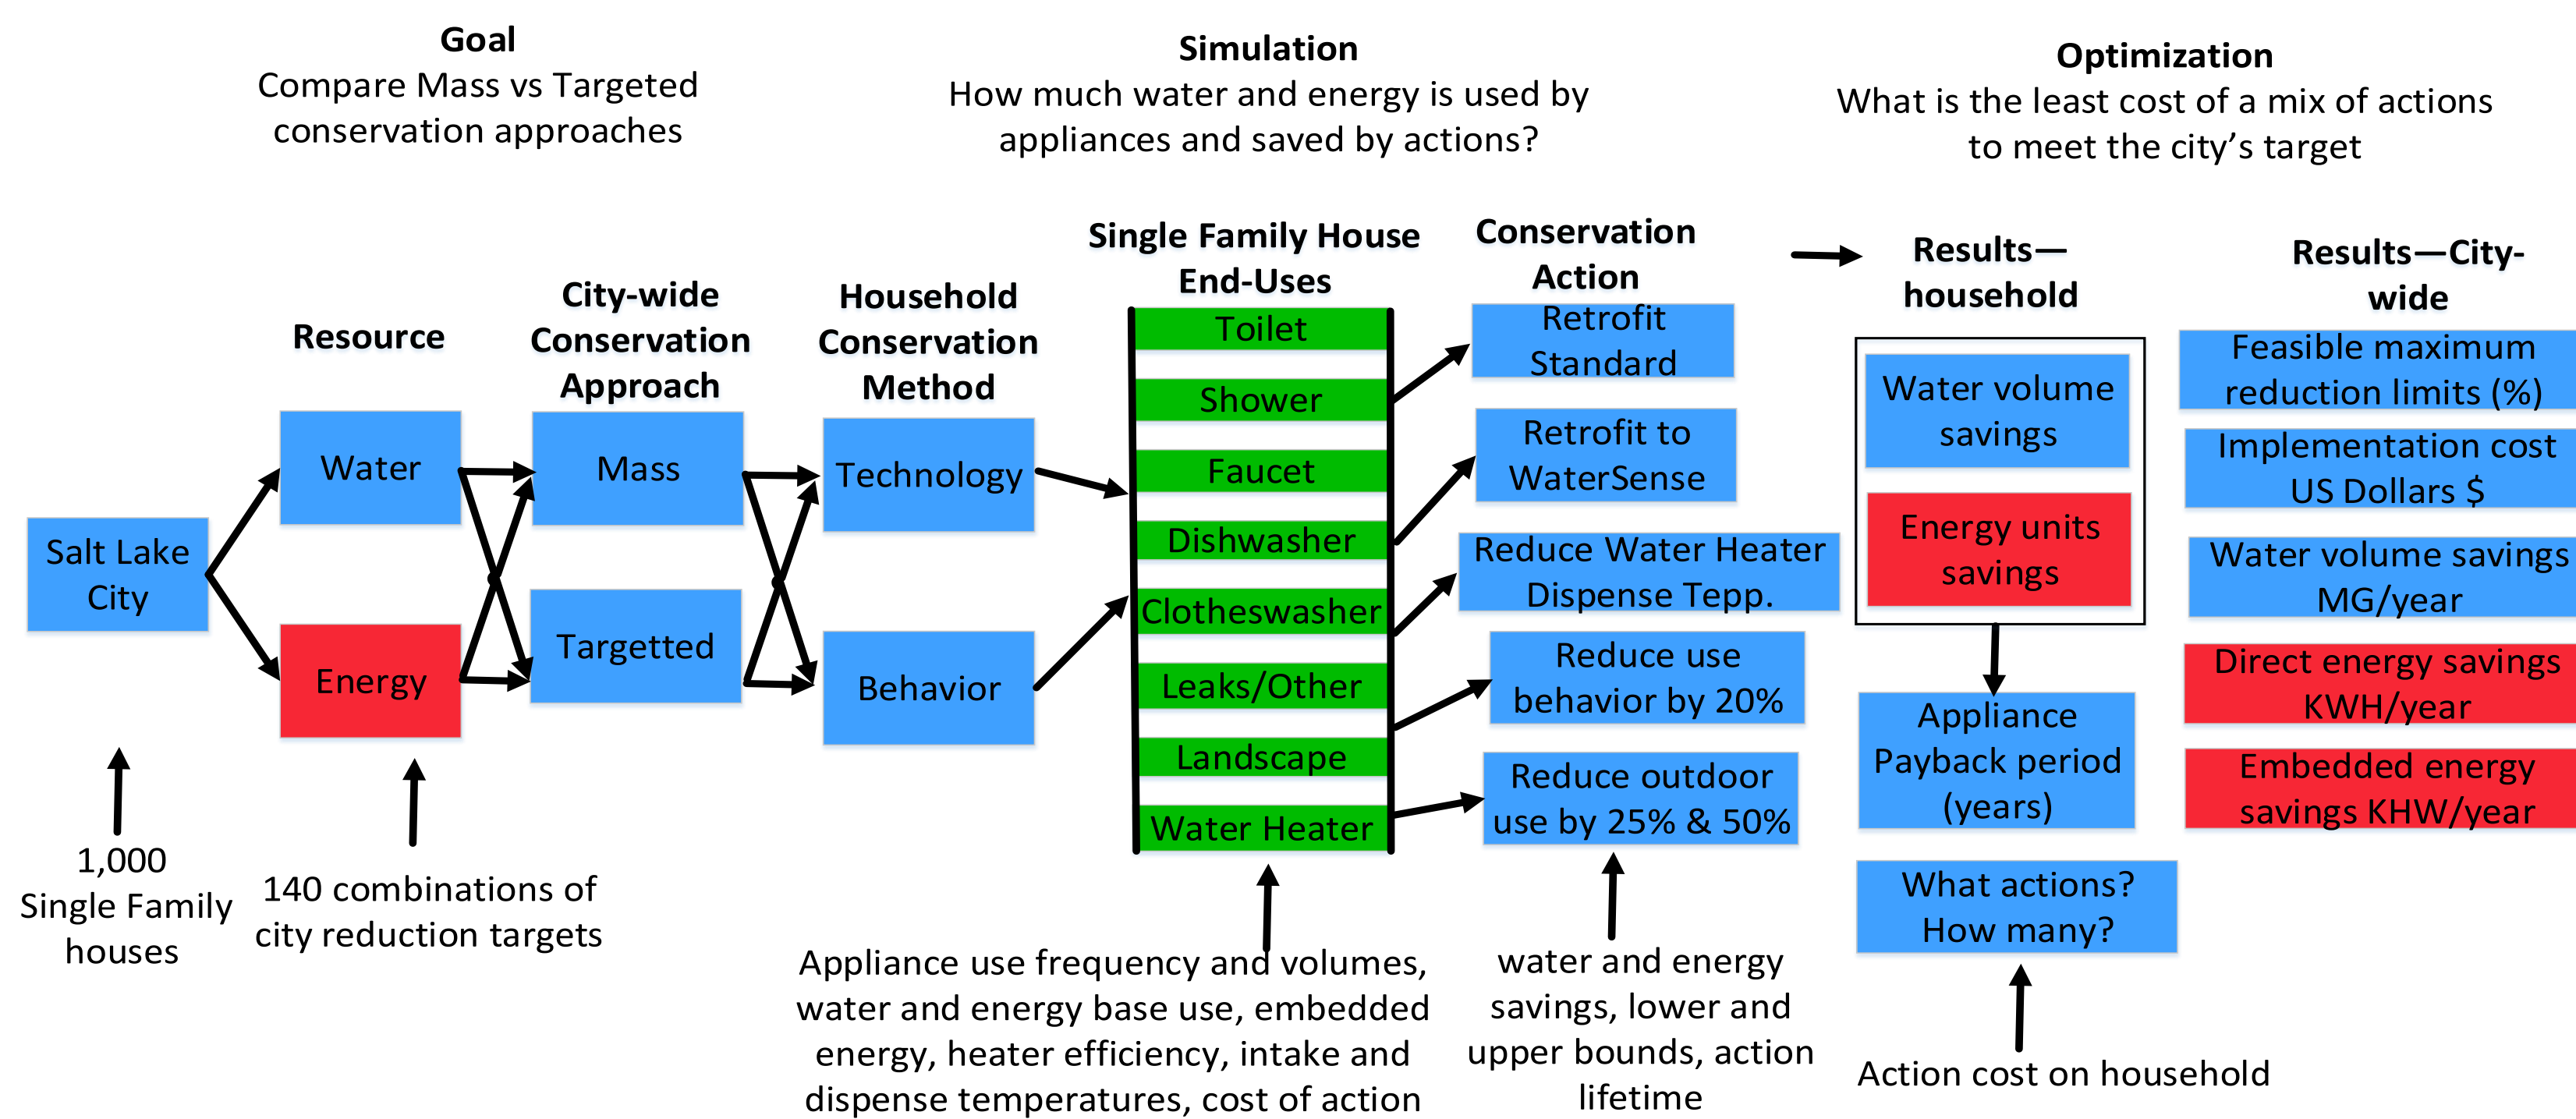 Goal
Compare Mass vs Targeted
conservation approaches
Simulation
How much water and energy is used by
appliances and saved by actions?
Optimization
What is the least cost of a mix of actions
to meet the city’s target
Salt Lake
City
1,000
Single Family
houses
Resource
Water
Energy
140 combinations of
city reduction targets
City-wide
Conservation
Approach
Mass
Targetted
Household
Conservation
Method
Technology
Behavior
Single Family House
End-Uses
Toilet
Shower
Faucet
Dishwasher
Clotheswasher
Leaks/Other
Landscape
Water Heater
Appliance use frequency and volumes,
water and energy base use, embedded
energy, heater efficiency, intake and
dispense temperatures, cost of action
Conservation
Action
Retrofit
Standard
Retrofit to
WaterSense
Reduce Water Heater
Dispense Tepp.
Reduce use
behavior by 20%
Reduce outdoor
use by 25% & 50%
water and energy
savings, lower and
upper bounds, action
lifetime
Results—
household
Water volume
savings
Energy units
savings
Appliance
Payback period
(years)
What actions?
How many?
Action cost on household
Results—City-
wide
Feasible maximum
reduction limits (%)
Implementation cost
US Dollars $
Water volume savings
MG/year
Direct energy savings
KWH/year
Embedded energy
savings KHW/year